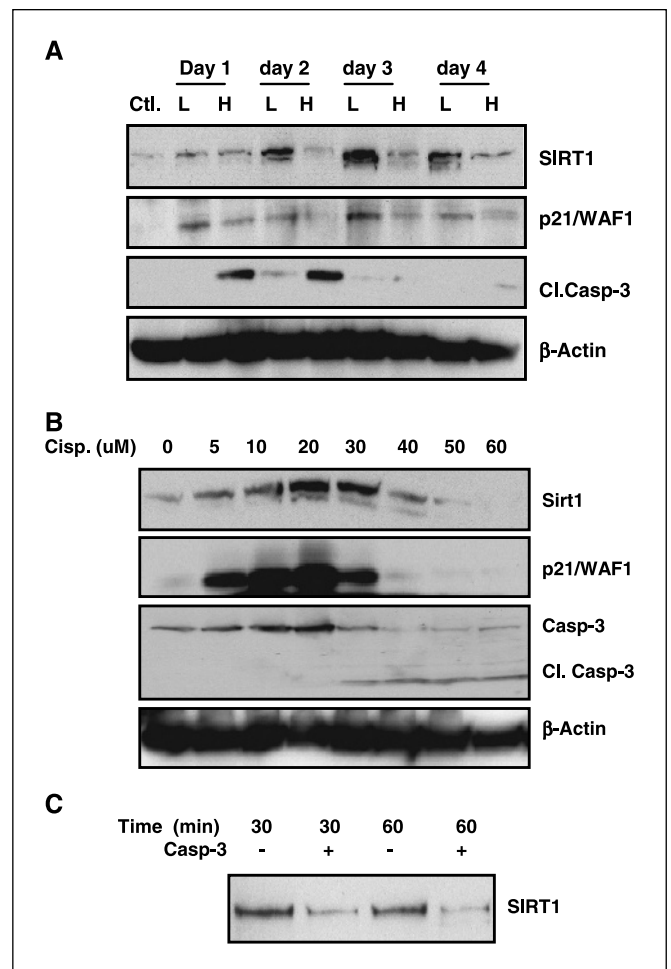 A
Day 1 day 2 day 3 day 4
Ctl. L H L H L H L H
SIRT1
p21/WAF1
Cl.Casp-3
β-Actin
B
Cisp. (uM) 0 5 10 20 30 40 50 60
Sirt1
p21/WAF1
Casp-3
Cl. Casp-3
β-Actin
C
Time (min) 30 30 60 60
Casp-3 - + - +
SIRT1